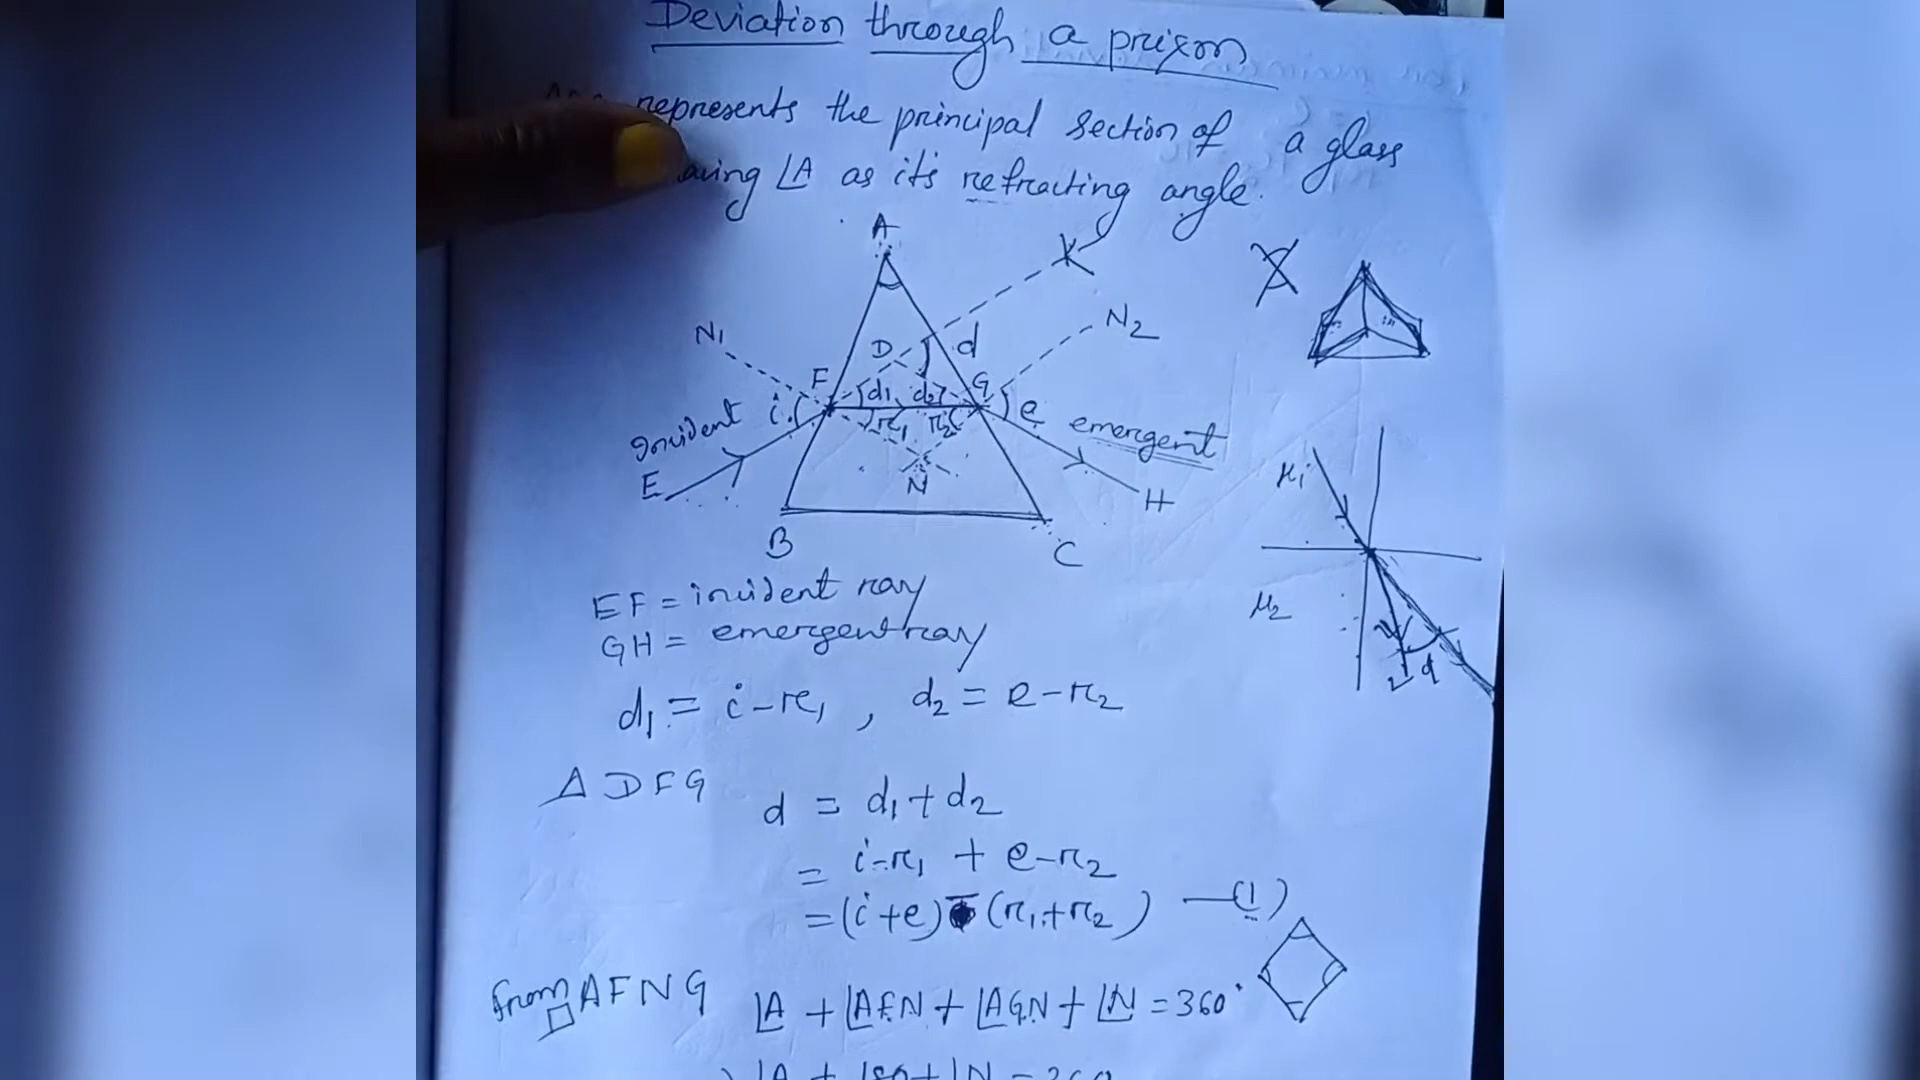 Deviation through a prism
represents the principal section of a glass
∠A as its refracting angle.
A
K
N1
N2
D
d
F
G
d1
d2
i
e
r1
r2
Incident
emergent
E
N
H
B
C
μ1
μ2
d
EF = incident ray
GH = emergent ray
d1 = i-r1 , d2 = e-r2
Δ DFG d = d1+d2
= i-r1 + e-r2
=(i+e)-(r1+r2) —(1)
from □ AFNG ∠A + ∠AFN + ∠AGN + ∠N = 360°